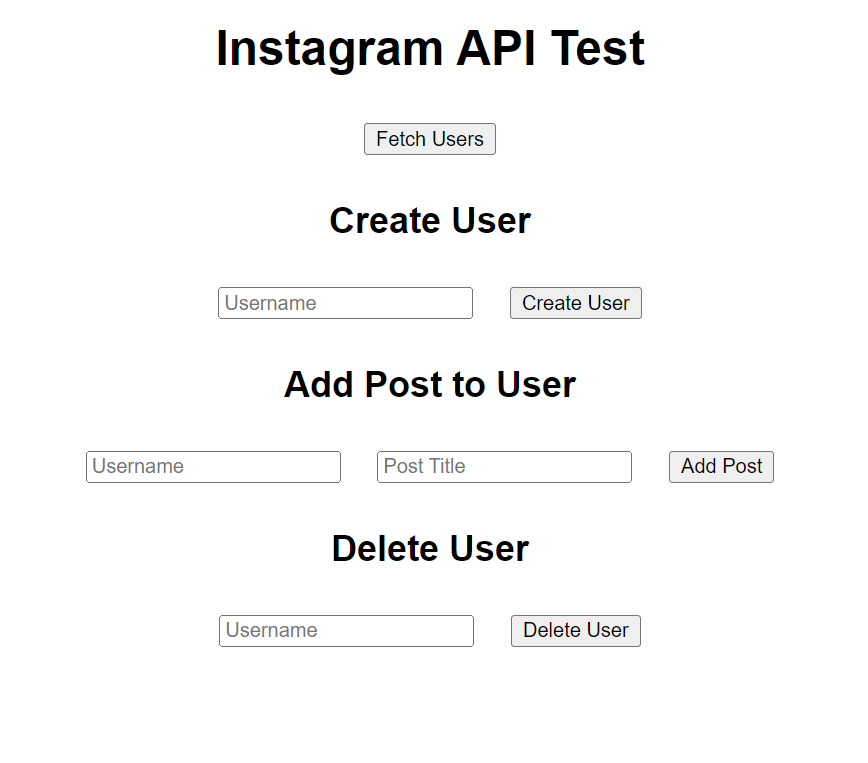 Instagram API Test
Fetch Users
Create User
Username Create User
Add Post to User
Username Post Title Add Post
Delete User
Username Delete User